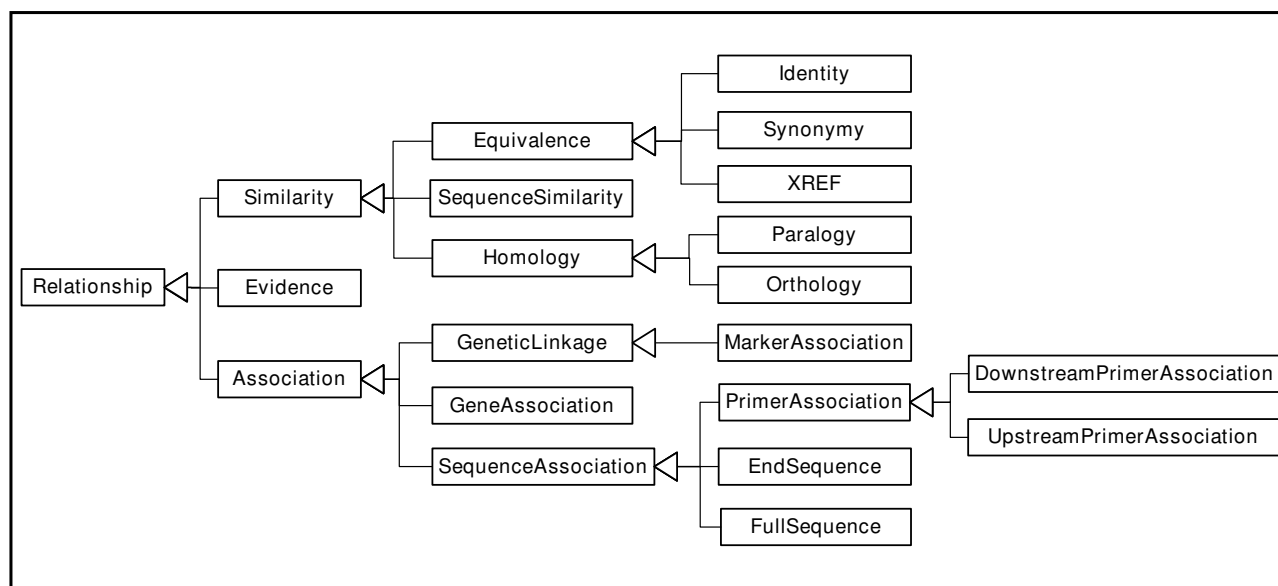 Identity
Synonymy
XREF
Equivalence
SequenceSimilarity
Similarity
Homology
Paralogy
Orthology
Relationship
Evidence
Association
GeneticLinkage
MarkerAssociation
GeneAssociation
SequenceAssociation
PrimerAssociation
DownstreamPrimerAssociation
UpstreamPrimerAssociation
EndSequence
FullSequence